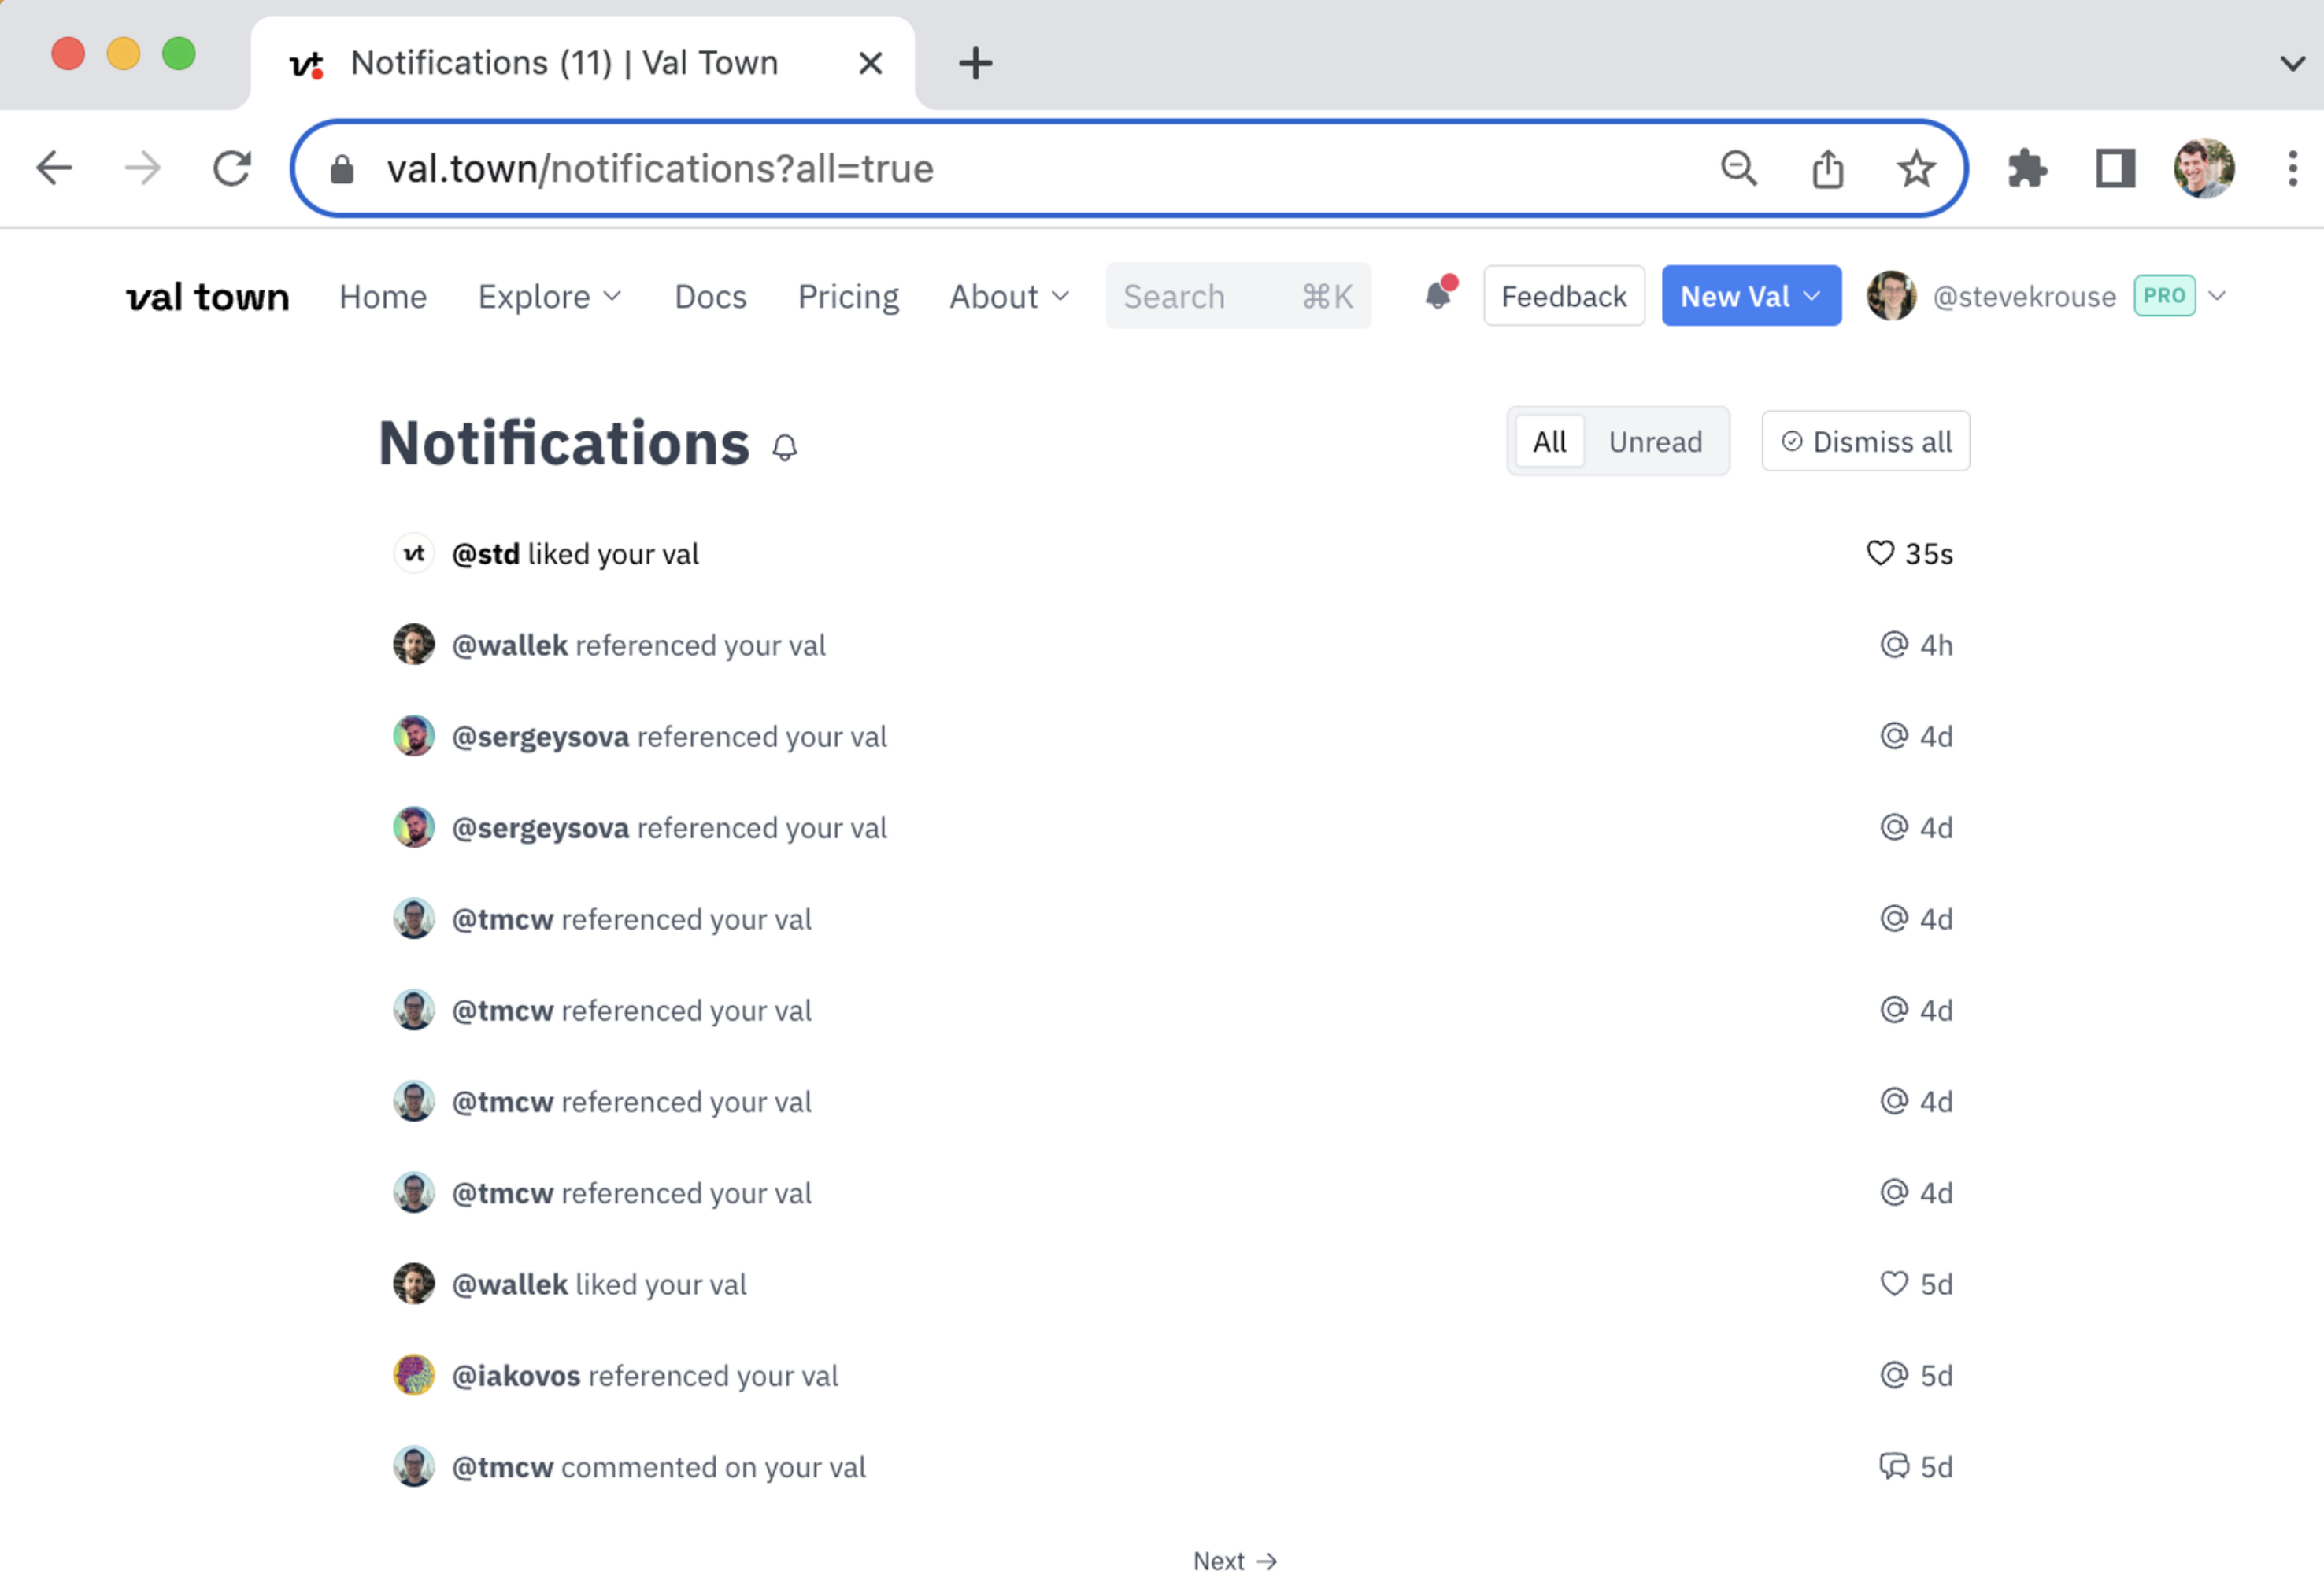 vt Notifications (11) | Val Town
val.town/notifications?all=true
val town Home Explore Docs Pricing About Search ⌘K Feedback New Val @stevekrouse PRO
Notifications All Unread Dismiss all
vt @std liked your val 35s
@wallek referenced your val 4h
@sergeysova referenced your val 4d
@sergeysova referenced your val 4d
@tmcw referenced your val 4d
@tmcw referenced your val 4d
@tmcw referenced your val 4d
@tmcw referenced your val 4d
@wallek liked your val 5d
@iakovos referenced your val 5d
@tmcw commented on your val 5d
Next →